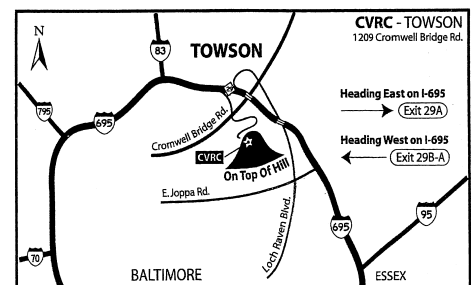 CVRC - TOWSON
1209 Cromwell Bridge Rd.
N
83
TOWSON
795
695
Heading East on I-695
Exit 29A
Cromwell Bridge Rd.
CVRC
On Top Of Hill
Heading West on I-695
Exit 29B-A
E. Joppa Rd.
Loch Raven Blvd.
95
695
70
BALTIMORE
ESSEX